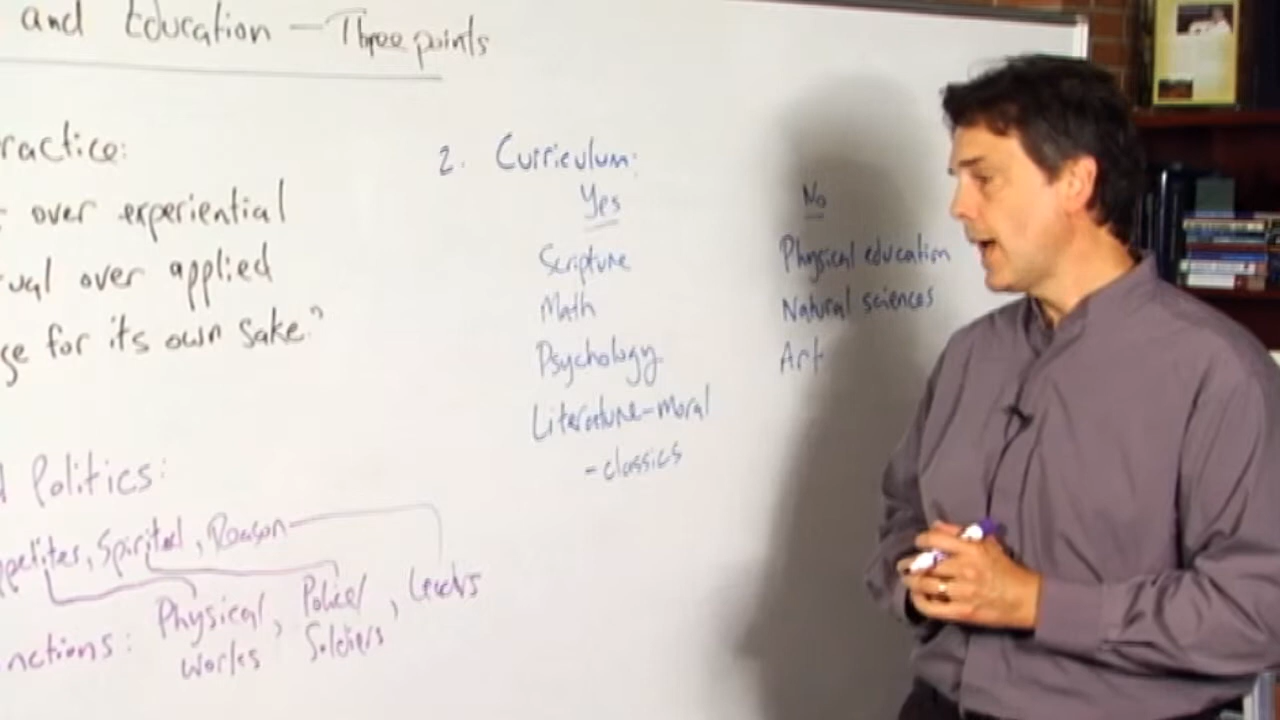 and Education - Three points
ractice:
over experiential
ual over applied
ge for its own sake?
2. Curriculum:
Yes
No
Scripture
Physical education
Math
Natural sciences
Psychology
Art
Literature-moral
-classics
Politics:
ppetites, Spirited, Reason
nctions: Physical works, Police/ Soldiers, Leaders